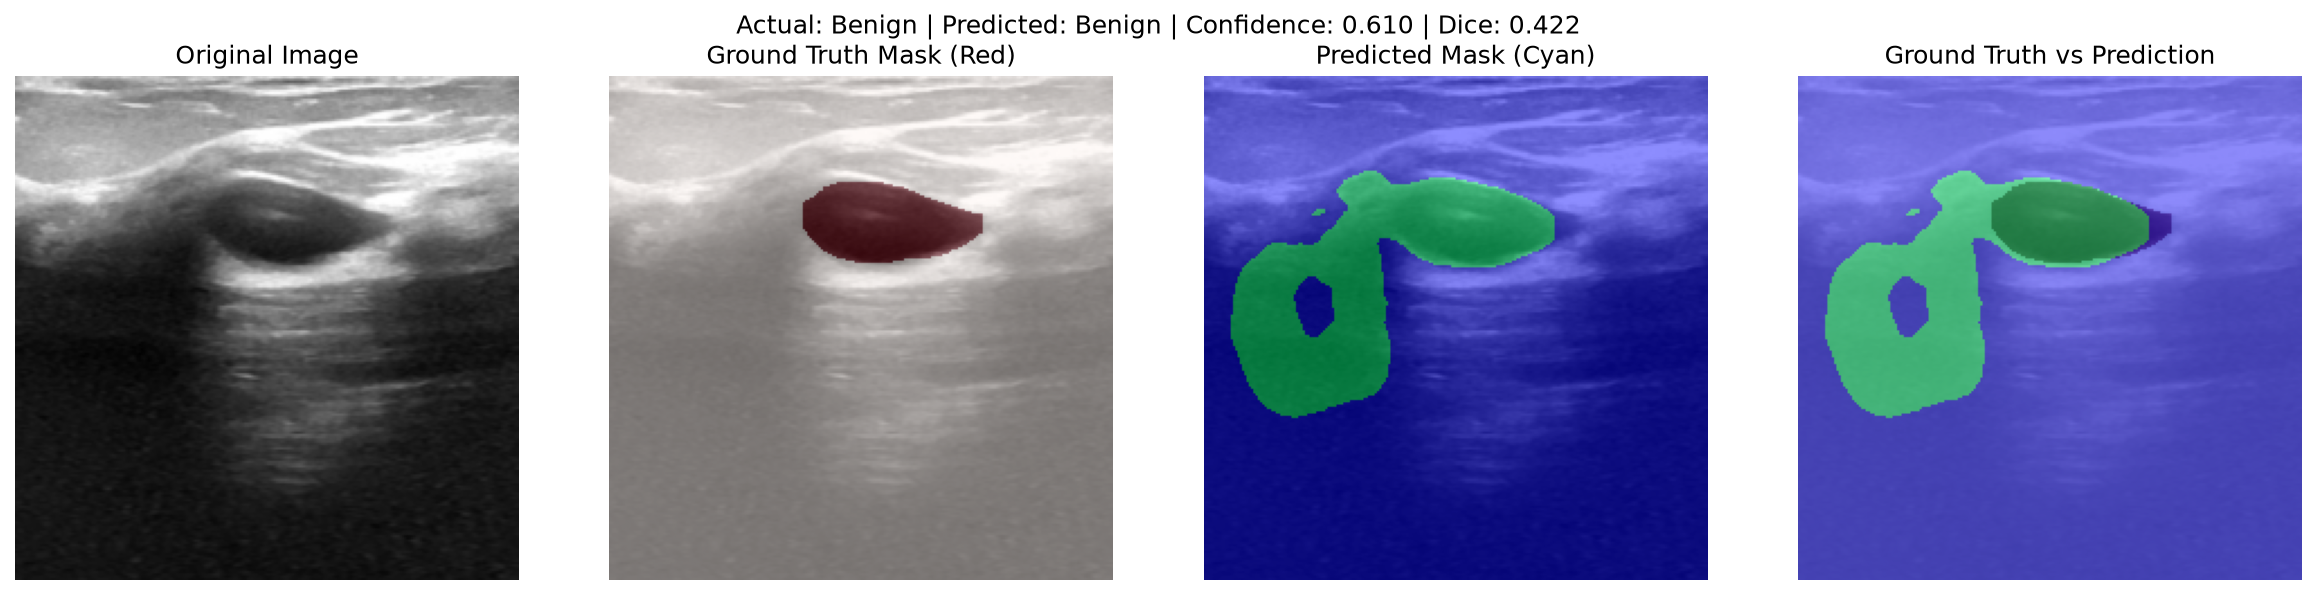 Actual: Benign | Predicted: Benign | Confidence: 0.610 | Dice: 0.422
Original Image
Ground Truth Mask (Red)
Predicted Mask (Cyan)
Ground Truth vs Prediction